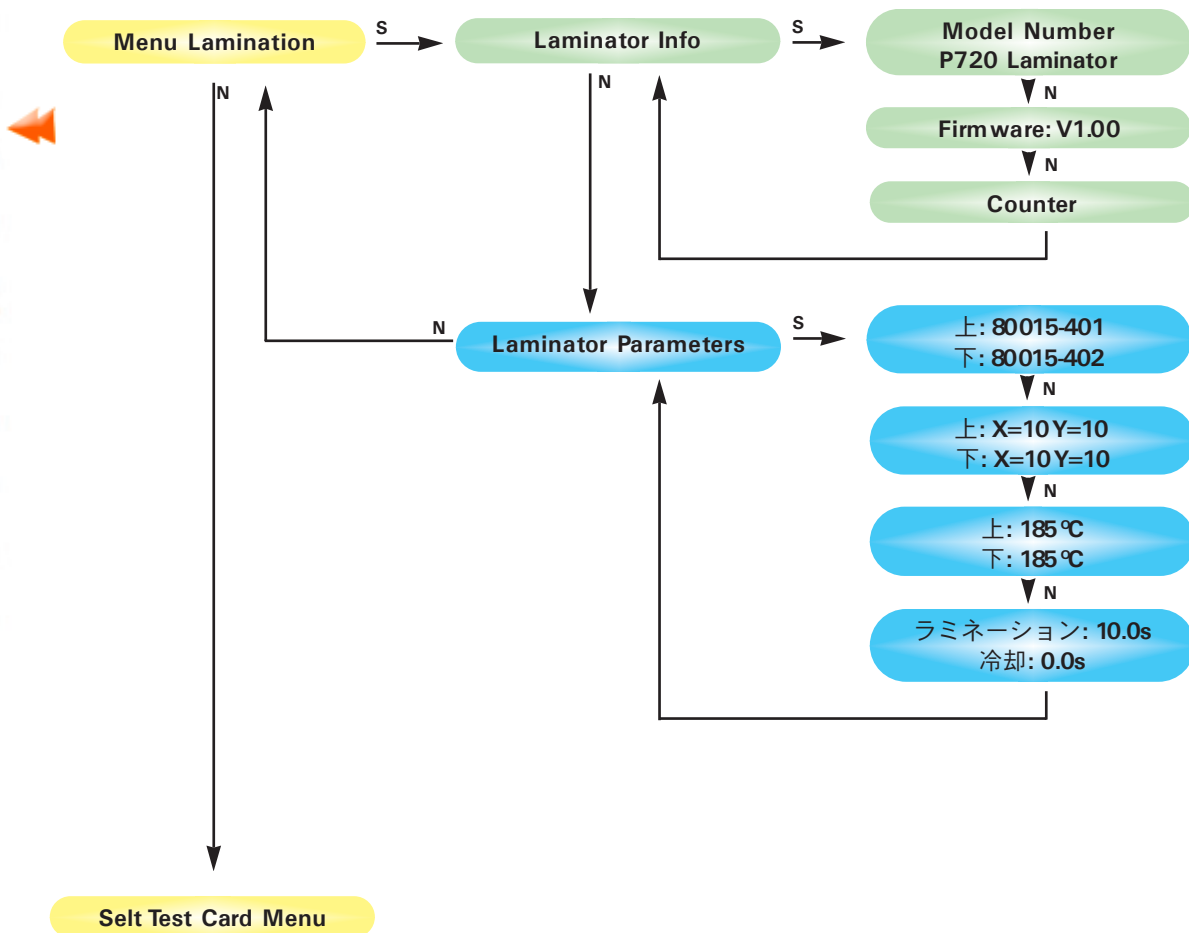 Menu Lamination
S
Laminator Info
S
Model Number
P720 Laminator
N
N
N
Firmware: V1.00
N
Counter
N
Laminator Parameters
S
上: 80015-401
下: 80015-402
N
上: X=10 Y=10
下: X=10 Y=10
N
上: 185 ºC
下: 185 ºC
N
ラミネーション: 10.0s
冷却: 0.0s
Selt Test Card Menu